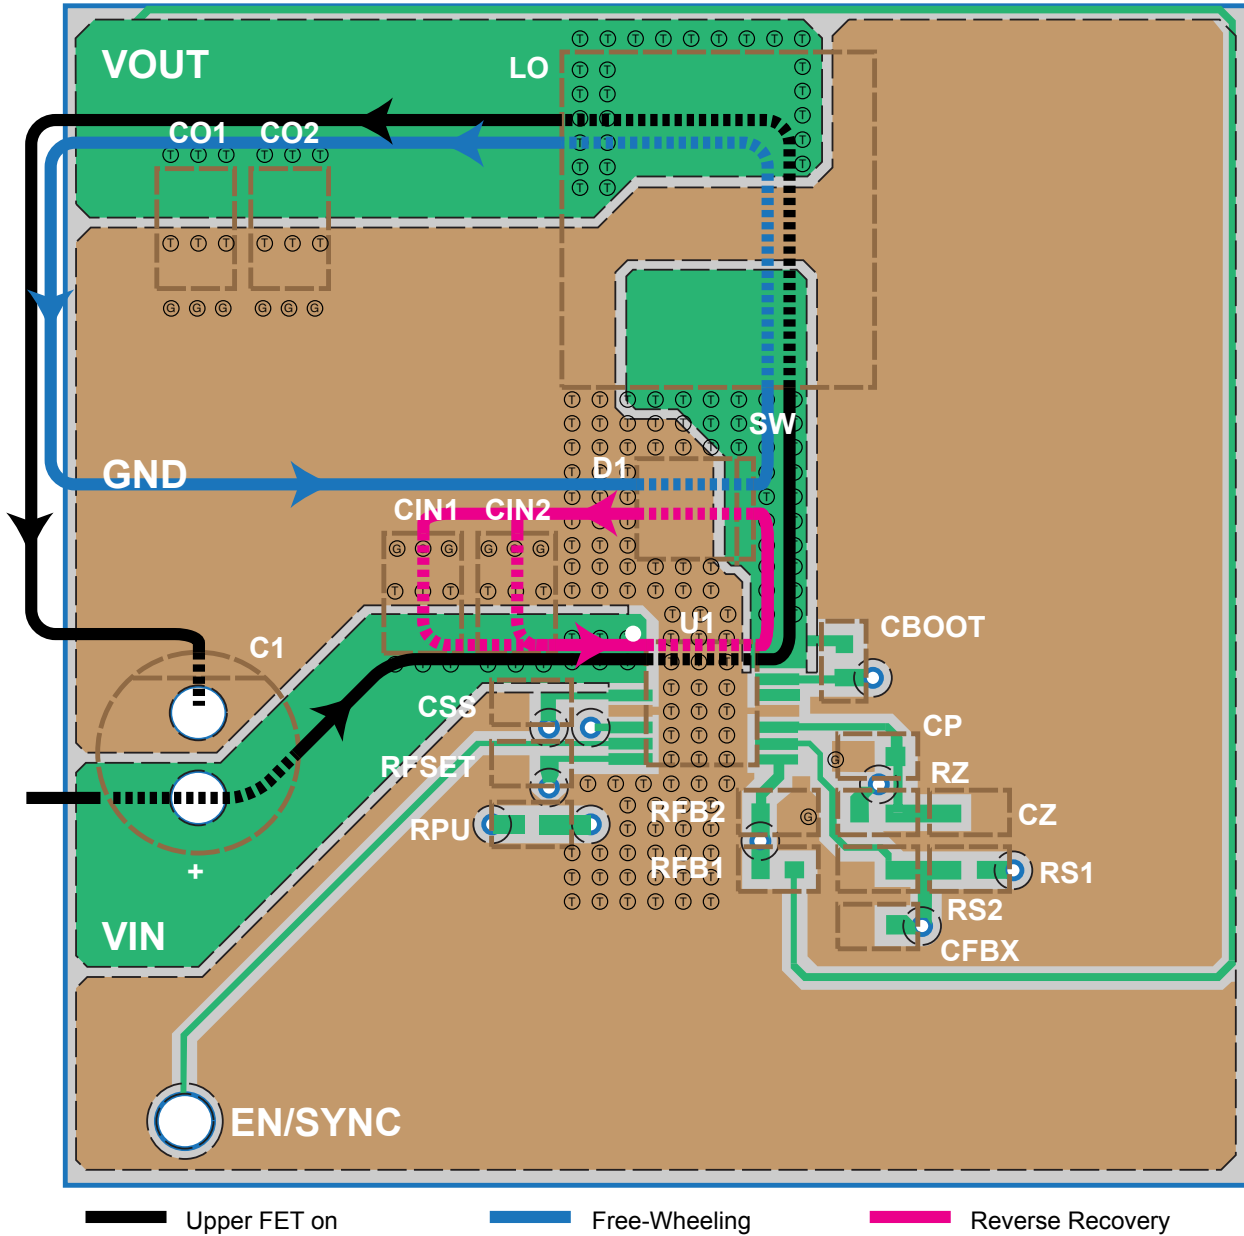 VOUT
LO
CO1 CO2
SW
GND
D1
CIN1 CIN2
U1
CBOOT
C1
CSS
CP
RFSET
RZ
RPU
RFB2
CZ
+
RFB1
RS1
RS2
VIN
CFBX
EN/SYNC
Upper FET on
Free-Wheeling
Reverse Recovery